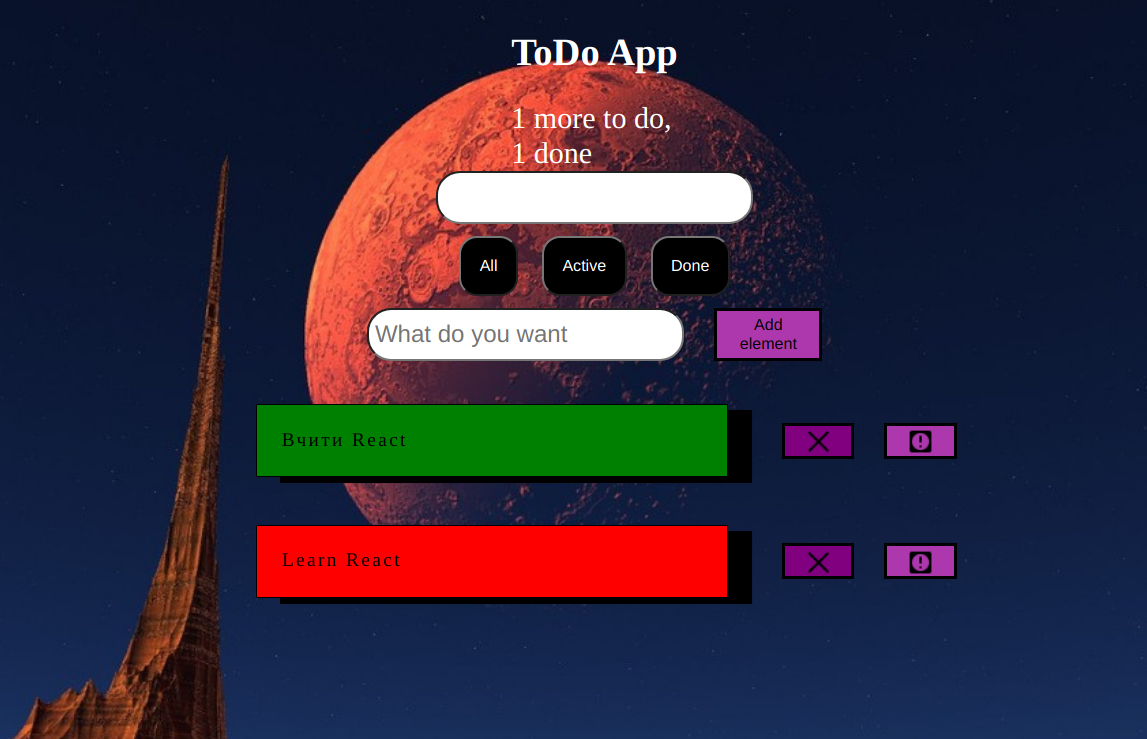 ToDo App
1 more to do,
1 done
All Active Done
What do you want
Add
element
Вчити React
Learn React